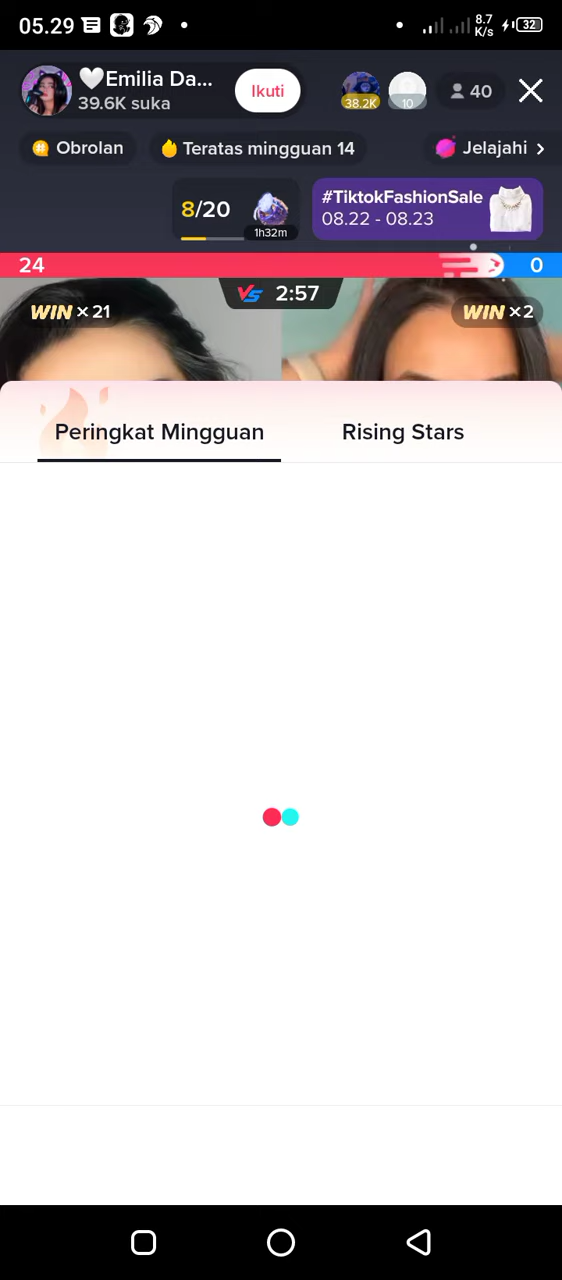 05.29
8.7
K/s
32
🤍Emilia Da...
39.6K suka
Ikuti
38.2K
10
40
Obrolan
Teratas mingguan 14
Jelajahi
8/20
1h32m
#TiktokFashionSale
08.22 - 08.23
24
0
VS 2:57
WIN × 21
WIN × 2
Peringkat Mingguan
Rising Stars